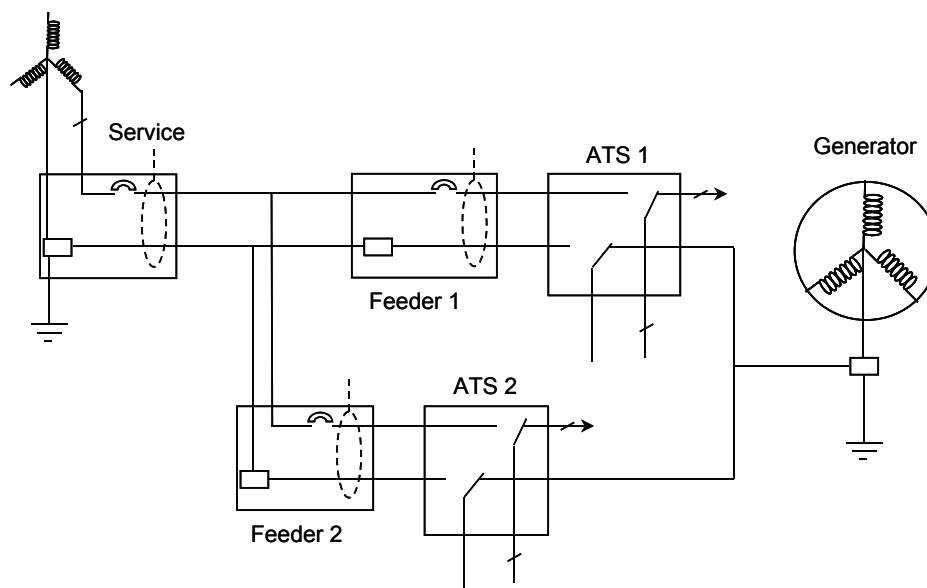 Service
ATS 1
Generator
Feeder 1
ATS 2
Feeder 2